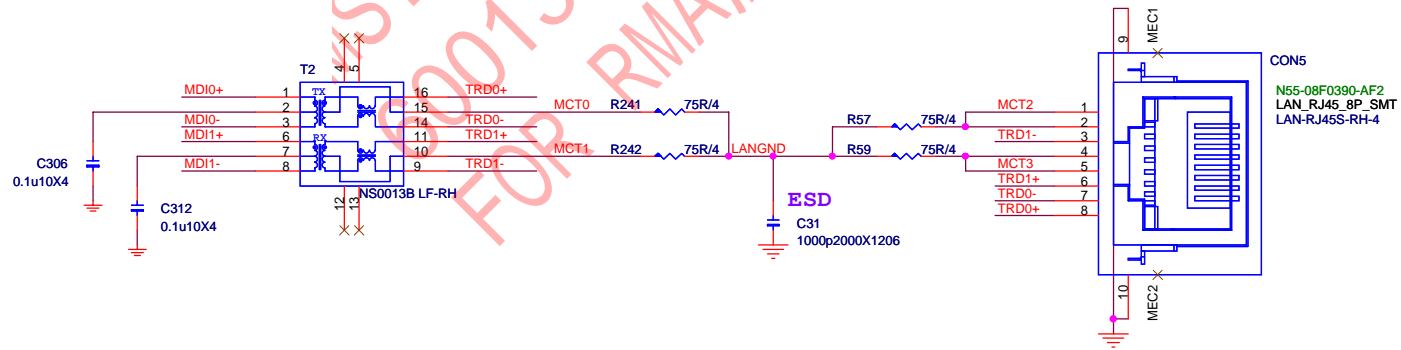 T2
MDI0+
MDI0-
MDI1+
MDI1-
1
2
3
6
7
8
4
5
TX
RX
16
15
14
11
10
9
12
13
TRD0+
TRD0-
TRD1+
TRD1-
NS0013B LF-RH
C306
0.1u10X4
C312
0.1u10X4
MCT0
R241
75R/4
MCT1
R242
75R/4
LANGND
ESD
C31
1000p2000X1206
R57
75R/4
R59
75R/4
MCT2
TRD1-
MCT3
TRD1+
TRD0-
TRD0+
1
2
3
4
5
6
7
8
9
MEC1
10
MEC2
CON5
N55-08F0390-AF2
LAN_RJ45_8P_SMT
LAN-RJ45S-RH-4
FOR RMA